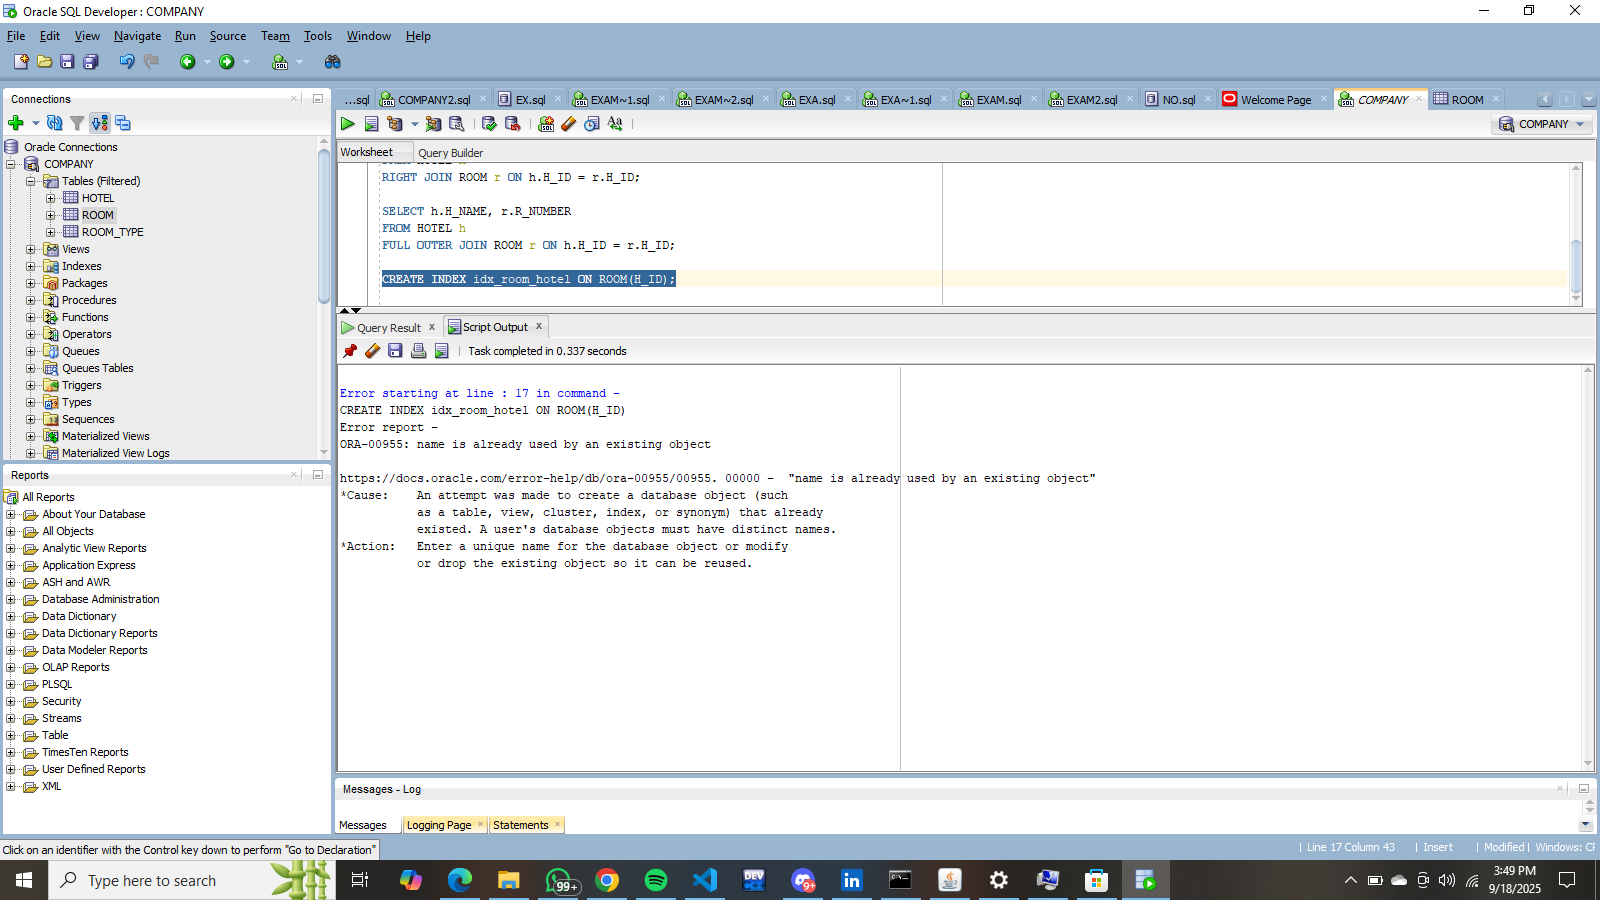 Oracle SQL Developer : COMPANY
File Edit View Navigate Run Source Team Tools Window Help
Connections
Oracle Connections
COMPANY
Tables (Filtered)
HOTEL
ROOM
ROOM_TYPE
Views
Indexes
Packages
Procedures
Functions
Operators
Queues
Queues Tables
Triggers
Types
Sequences
Materialized Views
Materialized View Logs
Reports
All Reports
About Your Database
All Objects
Analytic View Reports
Application Express
ASH and AWR
Database Administration
Data Dictionary
Data Dictionary Reports
Data Modeler Reports
OLAP Reports
PLSQL
Security
Streams
Table
TimesTen Reports
User Defined Reports
XML
...sql COMPANY2.sql EX.sql EXAM~1.sql EXAM~2.sql EXA.sql EXA~1.sql EXAM.sql EXAM2.sql NO.sql Welcome Page COMPANY ROOM
COMPANY
Worksheet Query Builder
RIGHT JOIN ROOM r ON h.H_ID = r.H_ID;
SELECT h.H_NAME, r.R_NUMBER
FROM HOTEL h
FULL OUTER JOIN ROOM r ON h.H_ID = r.H_ID;
CREATE INDEX idx_room_hotel ON ROOM(H_ID);
Query Result x Script Output x
Task completed in 0.337 seconds
Error starting at line : 17 in command -
CREATE INDEX idx_room_hotel ON ROOM(H_ID)
Error report -
ORA-00955: name is already used by an existing object
https://docs.oracle.com/error-help/db/ora-00955/00955. 00000 -  "name is already used by an existing object"
*Cause:    An attempt was made to create a database object (such
as a table, view, cluster, index, or synonym) that already
existed. A user's database objects must have distinct names.
*Action:   Enter a unique name for the database object or modify
or drop the existing object so it can be reused.
Messages - Log
Messages Logging Page Statements
Click on an identifier with the Control key down to perform "Go to Declaration"
Line 17 Column 43 | Insert | Modified | Windows: CF
Type here to search
99+
DEV
9+
in
3:49 PM
9/18/2025